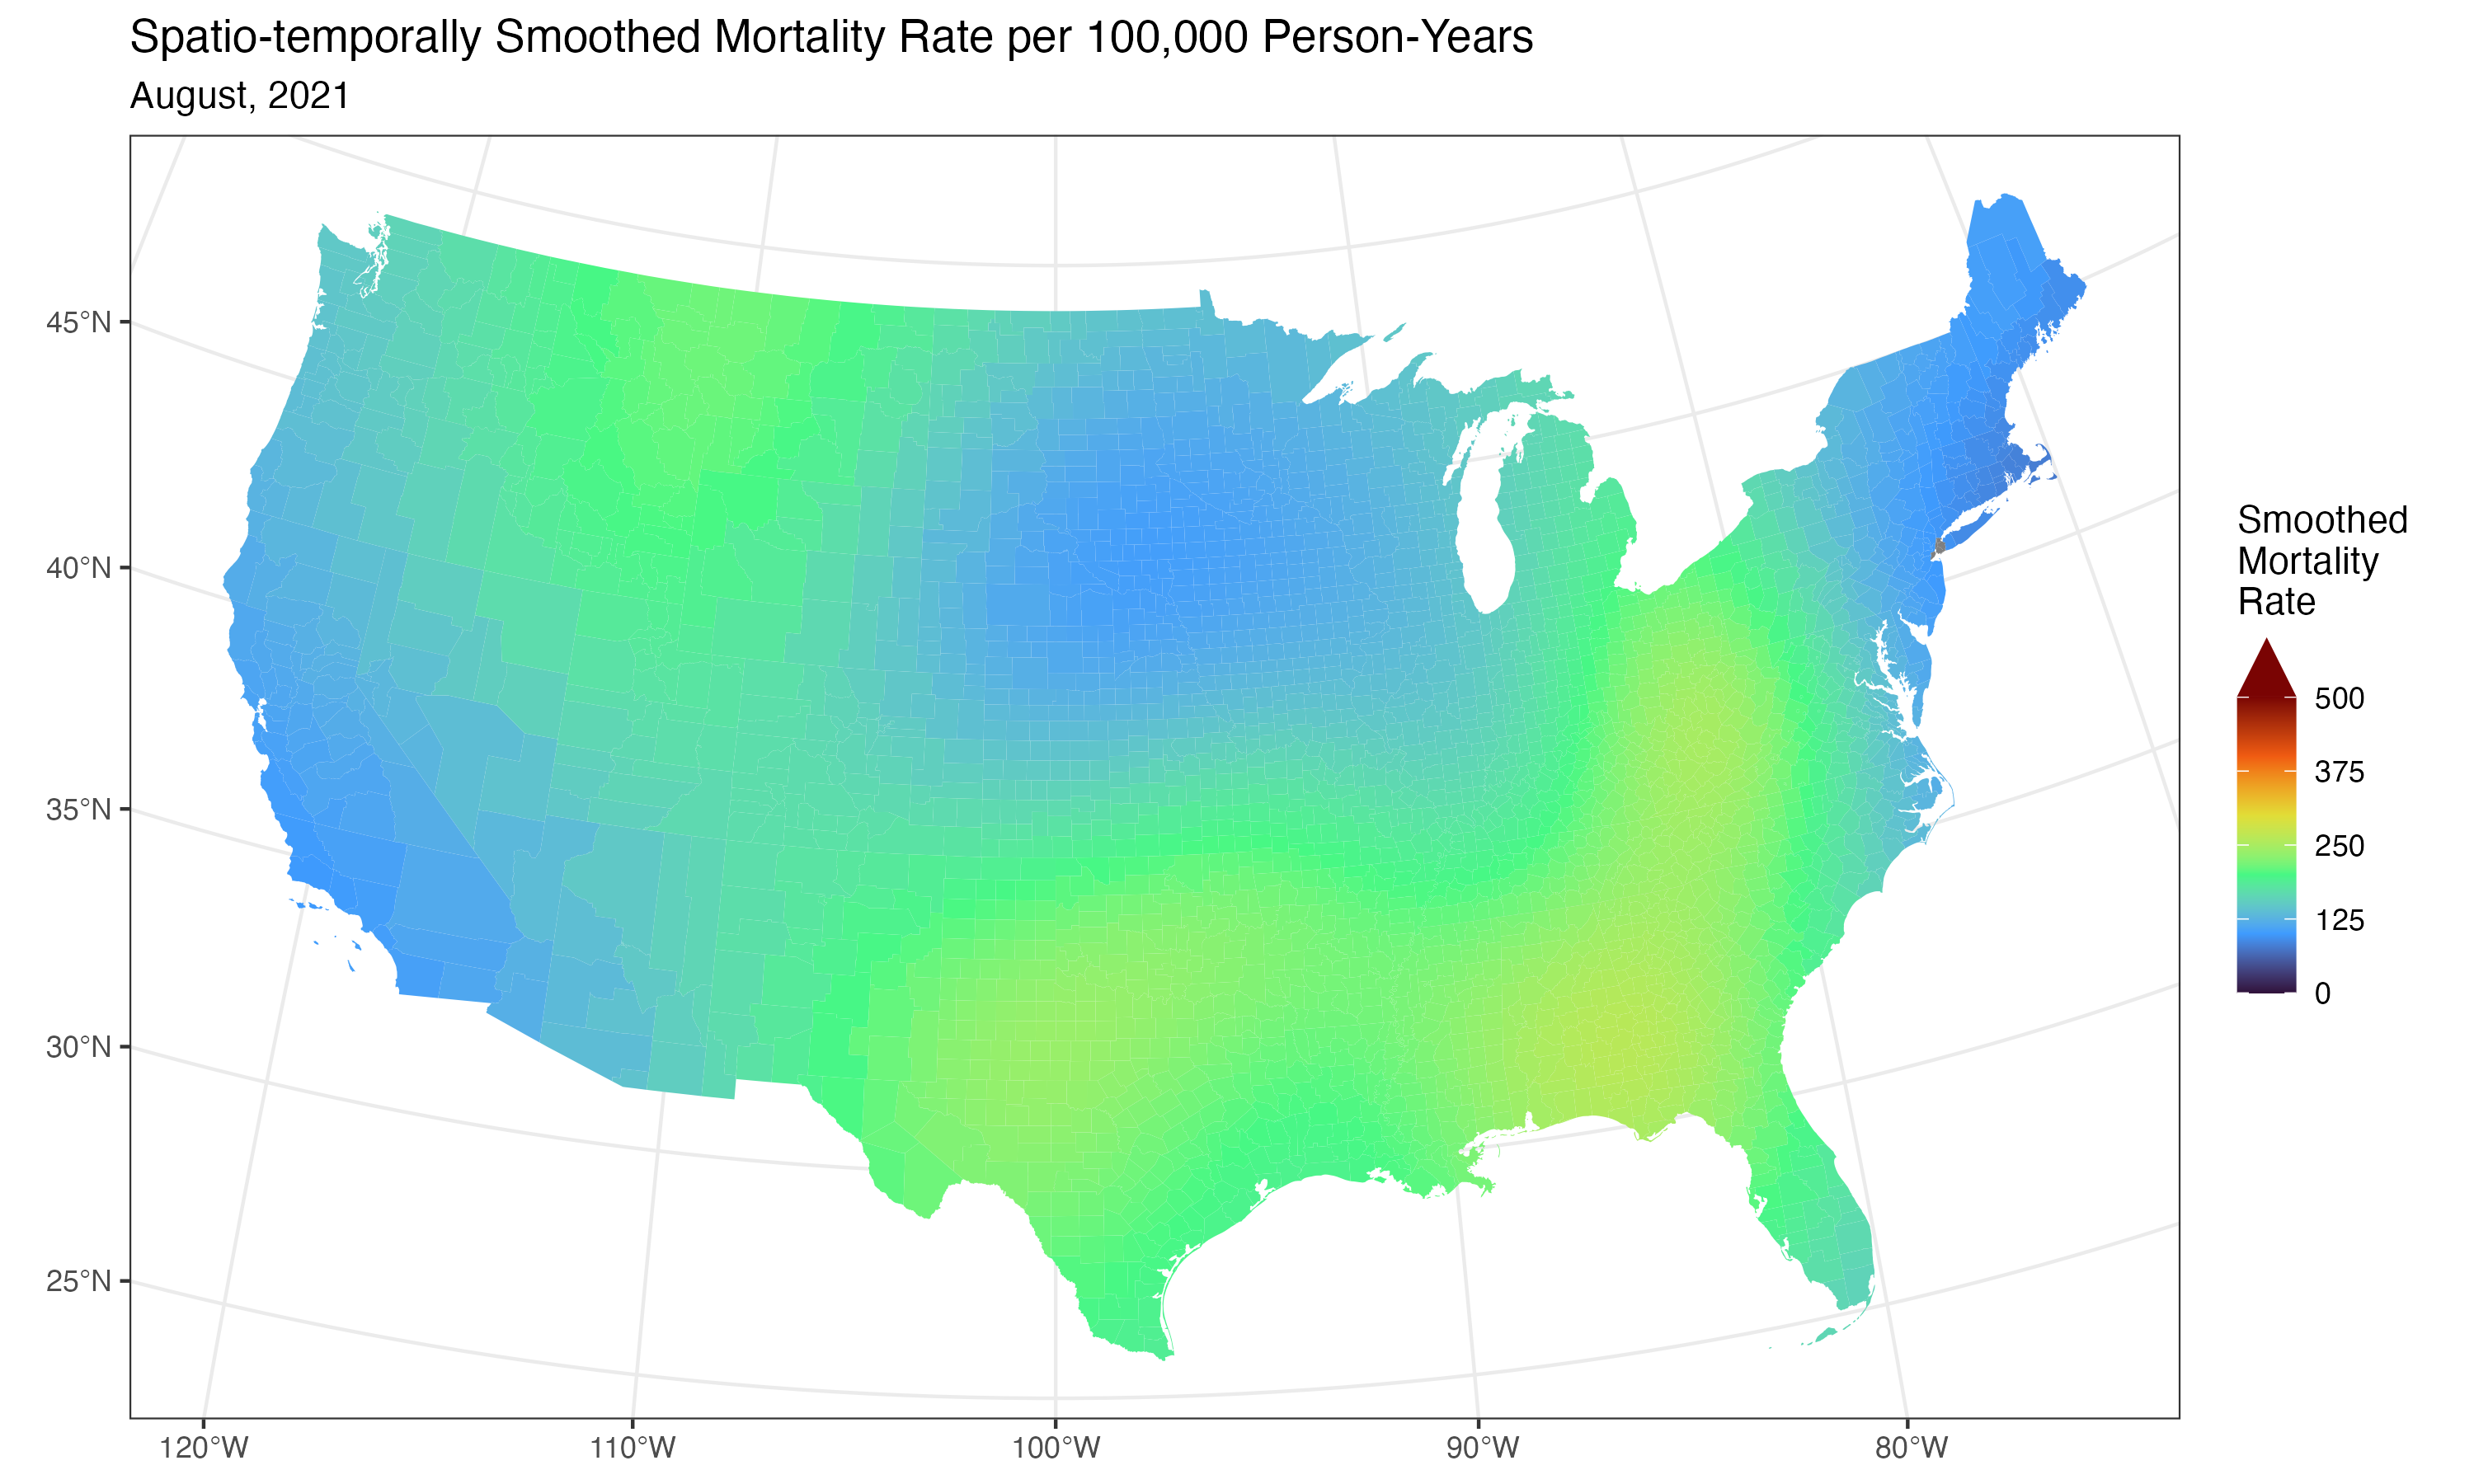 Spatio-temporally Smoothed Mortality Rate per 100,000 Person-Years
August, 2021
45°N
40°N
35°N
30°N
25°N
120°W
110°W
100°W
90°W
80°W
Smoothed
Mortality
Rate
500
375
250
125
0